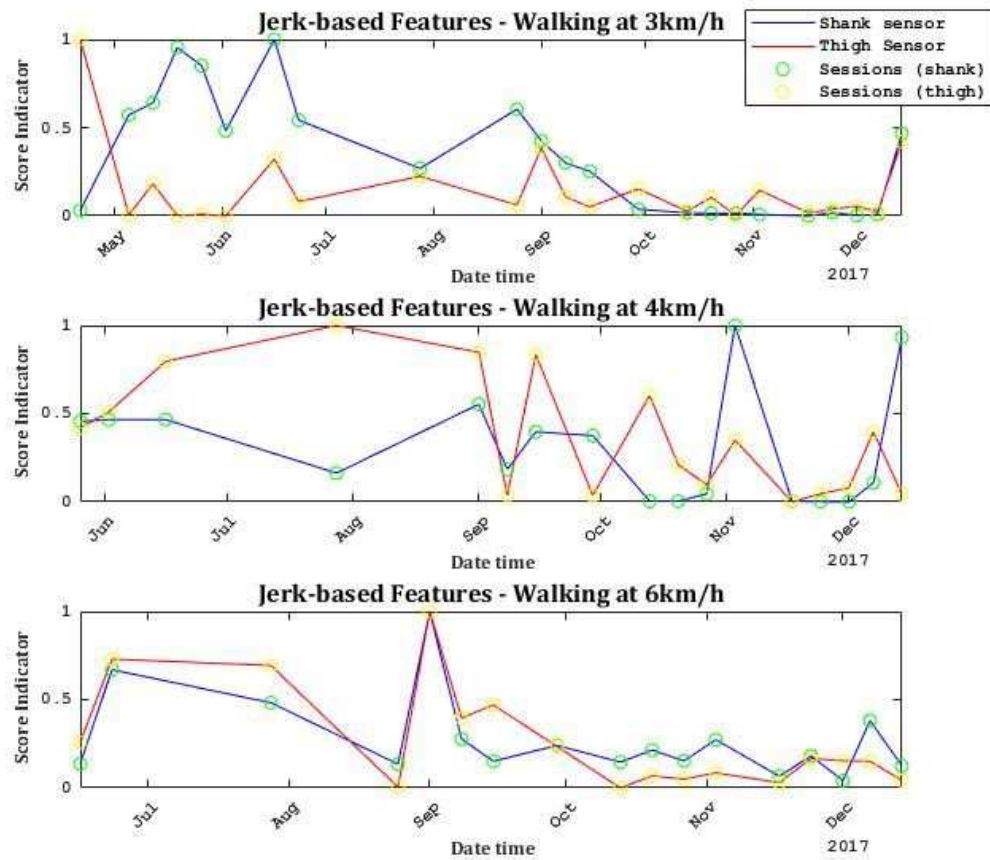 Jerk-based Features - Walking at 3km/h
Shank sensor
Thigh Sensor
Sessions (shank)
Sessions (thigh)
Score Indicator
1
0.5
0
May Jun Jul Aug Sep Oct Nov Dec
Date time
2017
Jerk-based Features - Walking at 4km/h
Score Indicator
1
0.5
0
Jun Jul Aug Sep Oct Nov Dec
Date time
2017
Jerk-based Features - Walking at 6km/h
Score Indicator
1
0.5
0
Jul Aug Sep Oct Nov Dec
Date time
2017